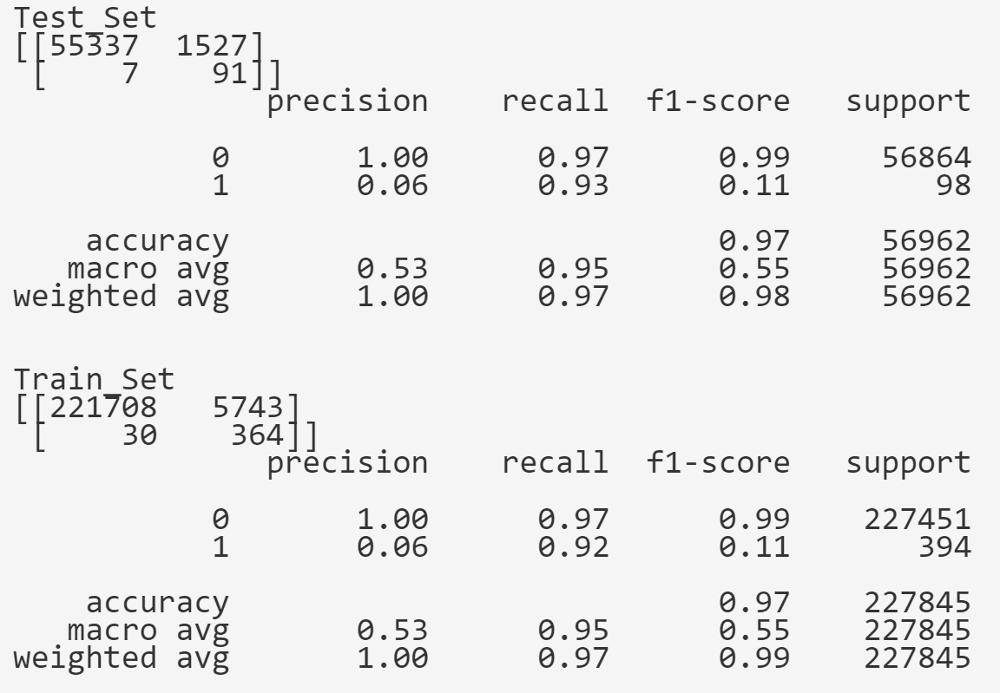 Test_Set
[[55337  1527]
 [    7    91]]
              precision    recall  f1-score   support

           0       1.00      0.97      0.99     56864
           1       0.06      0.93      0.11        98

    accuracy                           0.97     56962
   macro avg       0.53      0.95      0.55     56962
weighted avg       1.00      0.97      0.98     56962

Train_Set
[[221708   5743]
 [    30    364]]
              precision    recall  f1-score   support

           0       1.00      0.97      0.99    227451
           1       0.06      0.92      0.11       394

    accuracy                           0.97    227845
   macro avg       0.53      0.95      0.55    227845
weighted avg       1.00      0.97      0.99    227845